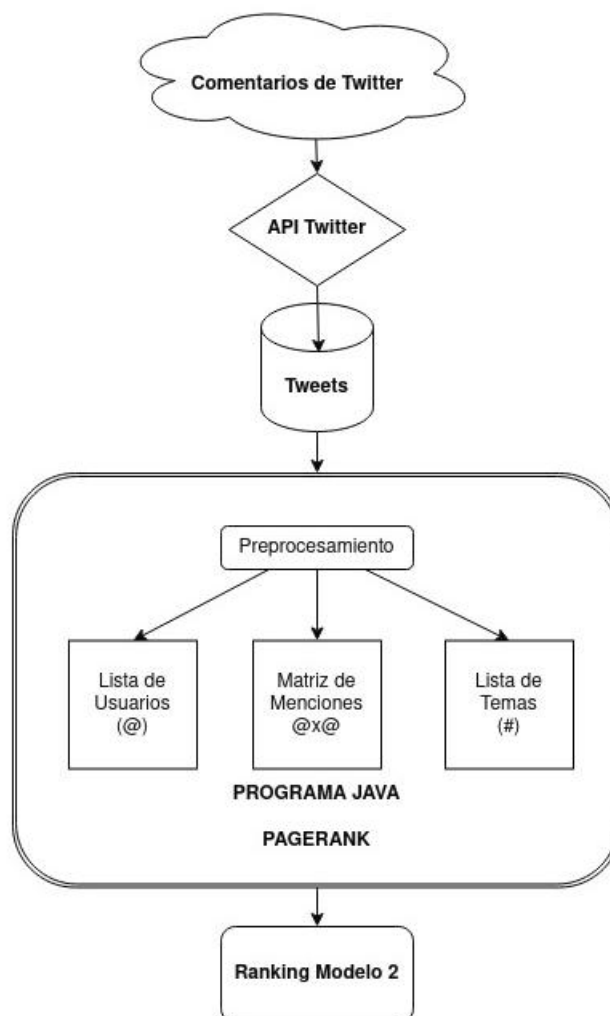 Comentarios de Twitter
API Twitter
Tweets
Preprocesamiento
Lista de
Usuarios
(@)
Matriz de
Menciones
@x@
Lista de
Temas
(#)
PROGRAMA JAVA
PAGERANK
Ranking Modelo 2